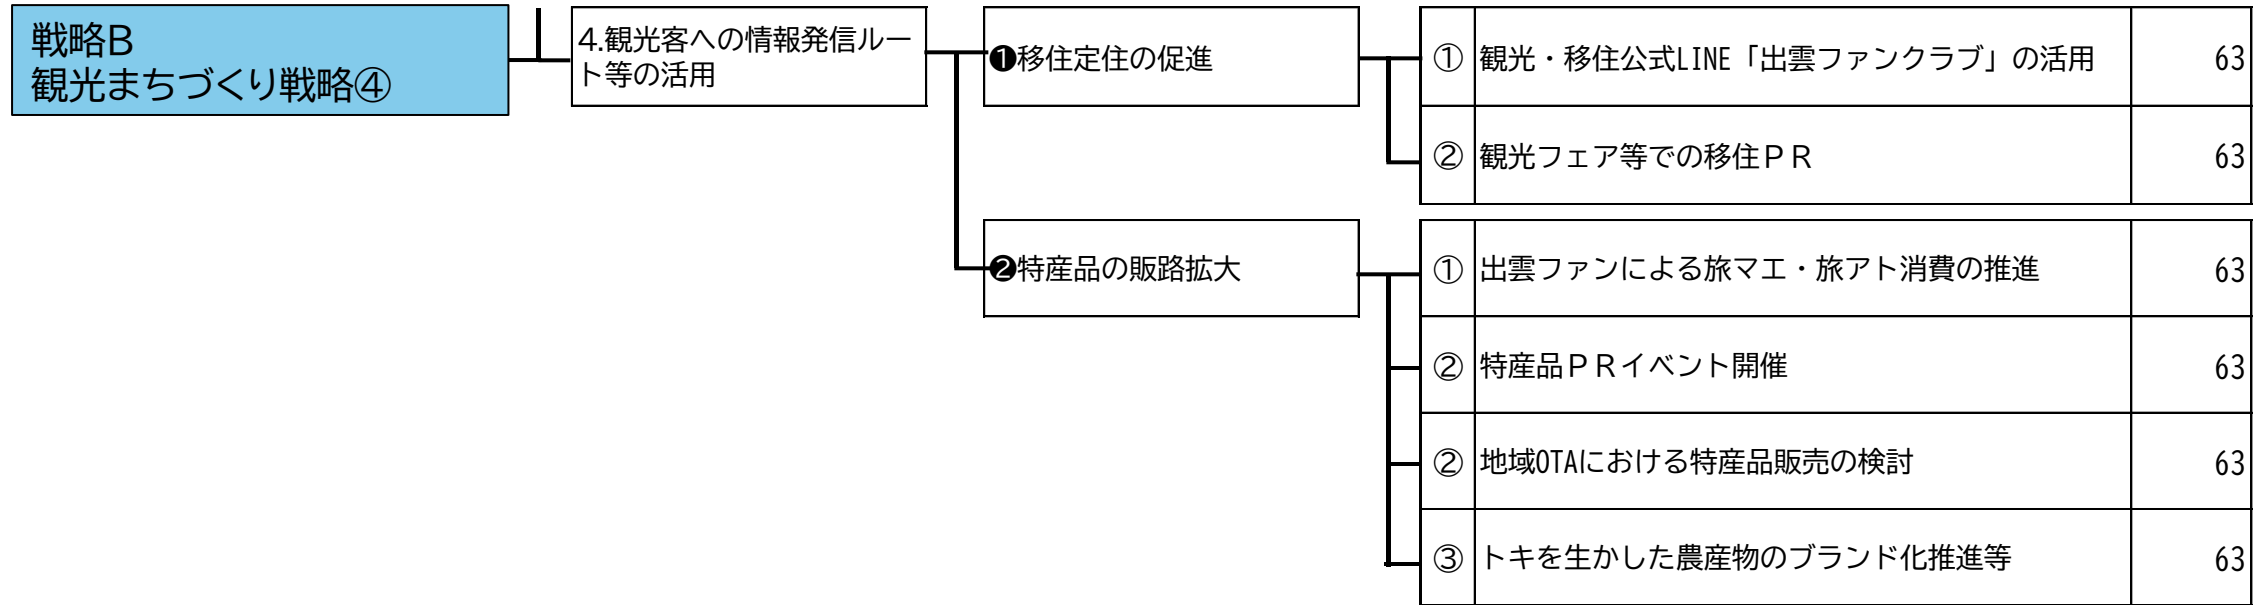 戦略B
観光まちづくり戦略④
4.観光客への情報発信ルー
ト等の活用
❶移住定住の促進
① 観光・移住公式LINE「出雲ファンクラブ」の活用 63
② 観光フェア等での移住ＰＲ 63
❷特産品の販路拡大
① 出雲ファンによる旅マエ・旅アト消費の推進 63
② 特産品ＰＲイベント開催 63
② 地域OTAにおける特産品販売の検討 63
③ トキを生かした農産物のブランド化推進等 63